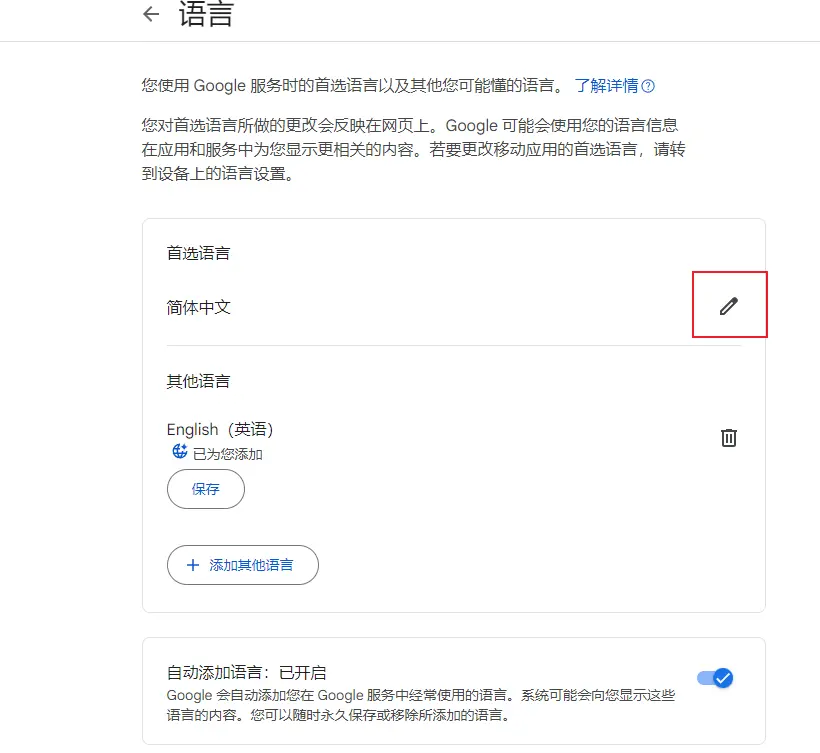 语言
您使用 Google 服务时的首选语言以及其他您可能懂的语言。 了解详情
您对首选语言所做的更改会反映在网页上。Google 可能会使用您的语言信息
在应用和服务中为您显示更相关的内容。若要更改移动应用的首选语言，请转
到设备上的语言设置。
首选语言
简体中文
其他语言
English（英语）
已为您添加
保存
添加其他语言
自动添加语言：已开启
Google 会自动添加您在 Google 服务中经常使用的语言。系统可能会向您显示这些
语言的内容。您可以随时永久保存或移除所添加的语言。